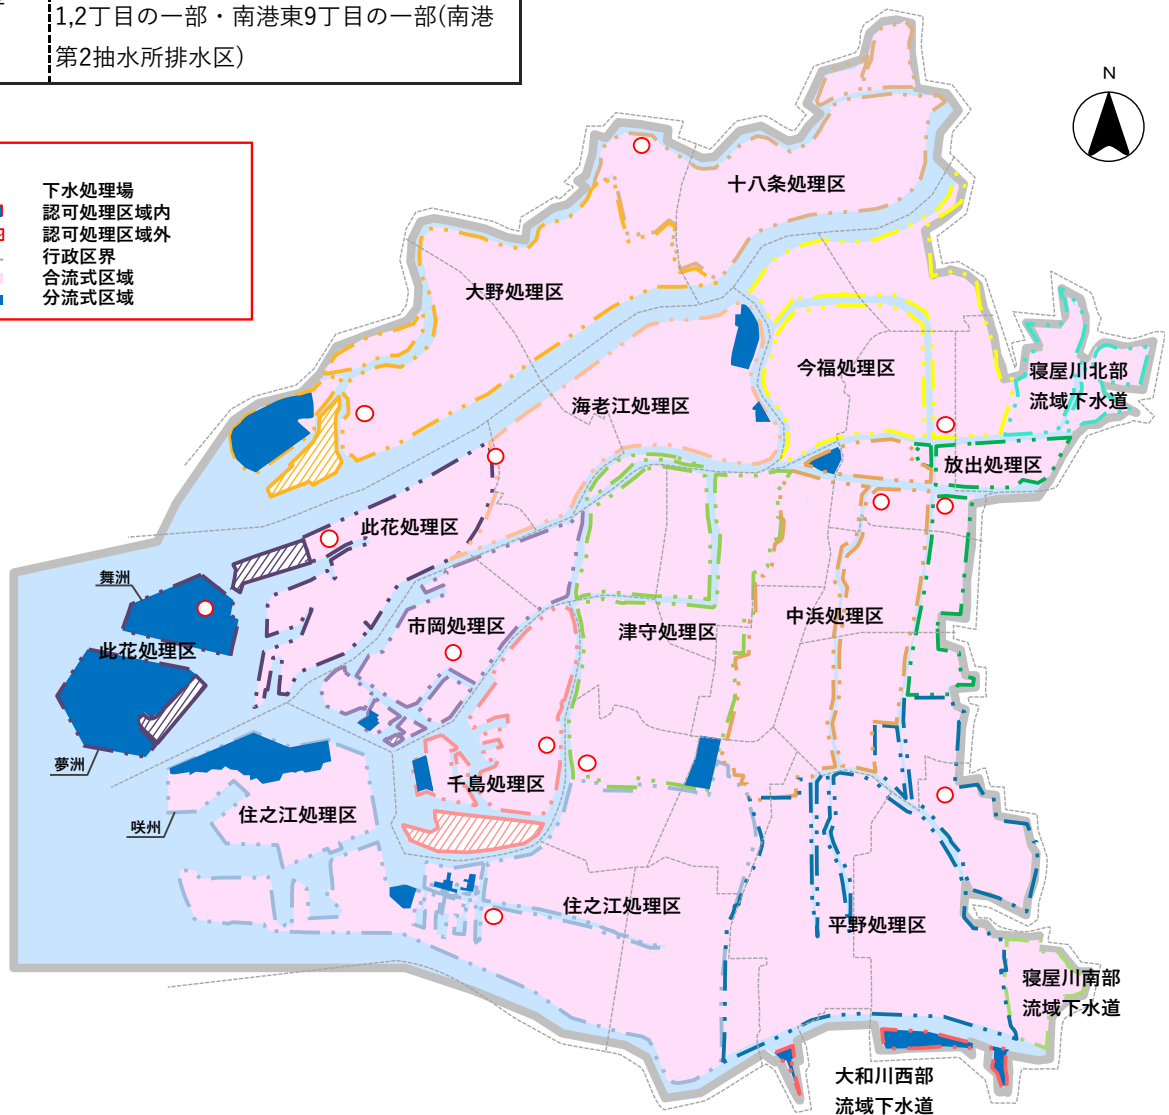 1,2丁目の一部・南港東9丁目の一部(南港
第2抽水所排水区)
N
下水処理場
認可処理区域内
認可処理区域外
行政区界
合流式区域
分流式区域
十八条処理区
大野処理区
今福処理区
寝屋川北部
流域下水道
海老江処理区
放出処理区
此花処理区
舞洲
市岡処理区
津守処理区
中浜処理区
此花処理区
夢洲
千島処理区
咲州
住之江処理区
住之江処理区
平野処理区
寝屋川南部
流域下水道
大和川西部
流域下水道